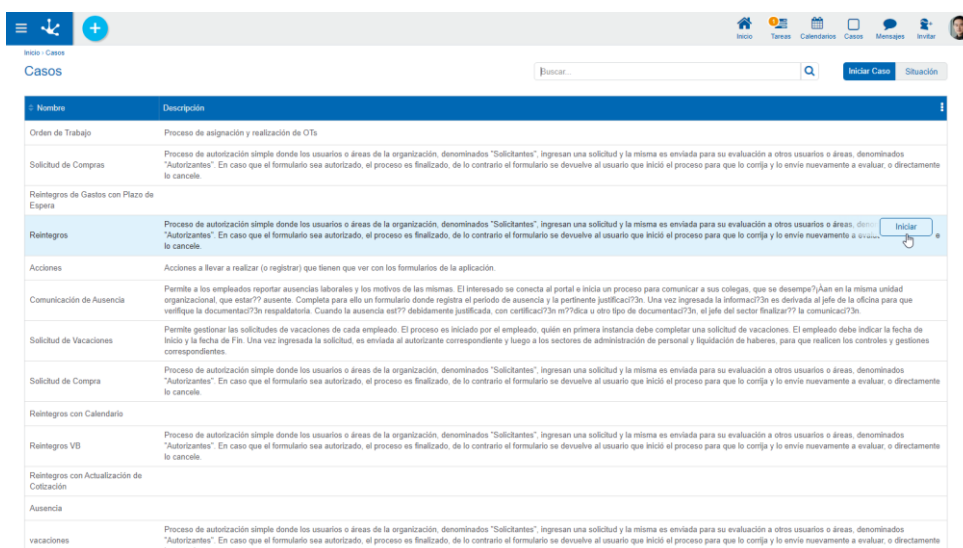 1
Inicio Tareas Calendarios Casos Mensajes Invitar
Inicio - Casos
Casos
Buscar...
Iniciar Caso Situación
Nombre Descripción
Orden de Trabajo Proceso de asignación y realización de OTs
Proceso de autorización simple donde los usuarios o áreas de la organización, denominados "Solicitantes", ingresan una solicitud y la misma es enviada para su evaluación a otros usuarios o áreas, denominados
Solicitud de Compras "Autorizantes". En caso que el formulario sea autorizado, el proceso es finalizado, de lo contrario el formulario se devuelve al usuario que inició el proceso para que lo corrija y lo envíe nuevamente a evaluar, o directamente
lo cancele.
Reintegros de Gastos con Plazo de
Espera
Proceso de autorización simple donde los usuarios o áreas de la organización, denominados "Solicitantes", ingresan una solicitud y la misma es enviada para su evaluación a otros usuarios o áreas,
Reintegros "Autorizantes". En caso que el formulario sea autorizado, el proceso es finalizado, de lo contrario el formulario se devuelve al usuario que inició el proceso para que lo corrija y lo envíe nuevamente a
Iniciar
lo cancele.
Acciones Acciones a llevar a realizar (o registrar) que tienen que ver con los formularios de la aplicación.
Permite a los empleados reportar ausencias laborales y los motivos de las mismas. El interesado se conecta al portal e inicia un proceso para comunicar a sus colegas, que se desempe?¡Aan en la misma unidad
Comunicación de Ausencia organizacional, que estar?? ausente. Completa para ello un formulario donde registra el periodo de ausencia y la pertinente justificaci?3n. Una vez ingresada la informaci?3n es derivada al jefe de la oficina para que
verifique la documentaci?3n respaldatoria. Cuando la ausencia est?? debidamente justificada, con certificaci?3n m??dica u otro tipo de documentaci?3n, el jefe del sector finalizar?? la comunicaci?3n.
Permite gestionar las solicitudes de vacaciones de cada empleado. El proceso es iniciado por el empleado, quién en primera instancia debe completar una solicitud de vacaciones. El empleado debe indicar la fecha de
Solicitud de Vacaciones Inicio y la fecha de Fin. Una vez ingresada la solicitud, es enviada al autorizante correspondiente y luego a los sectores de administración de personal y liquidación de haberes, para que realicen los controles y gestiones
correspondientes.
Proceso de autorización simple donde los usuarios o áreas de la organización, denominados "Solicitantes", ingresan una solicitud y la misma es enviada para su evaluación a otros usuarios o áreas, denominados
Solicitud de Compra "Autorizantes". En caso que el formulario sea autorizado, el proceso es finalizado, de lo contrario el formulario se devuelve al usuario que inició el proceso para que lo corrija y lo envíe nuevamente a evaluar, o directamente
lo cancele.
Reintegros con Calendario
Proceso de autorización simple donde los usuarios o áreas de la organización, denominados "Solicitantes", ingresan una solicitud y la misma es enviada para su evaluación a otros usuarios o áreas, denominados
Reintegros VB "Autorizantes". En caso que el formulario sea autorizado, el proceso es finalizado, de lo contrario el formulario se devuelve al usuario que inició el proceso para que lo corrija y lo envíe nuevamente a evaluar, o directamente
lo cancele.
Reintegros con Actualización de
Cotización
Ausencia
Proceso de autorización simple donde los usuarios o áreas de la organización, denominados "Solicitantes", ingresan una solicitud y la misma es enviada para su evaluación a otros usuarios o áreas, denominados
vacaciones "Autorizantes". En caso que el formulario sea autorizado, el proceso es finalizado, de lo contrario el formulario se devuelve al usuario que inició el proceso para que lo corrija y lo envíe nuevamente a evaluar, o directamente